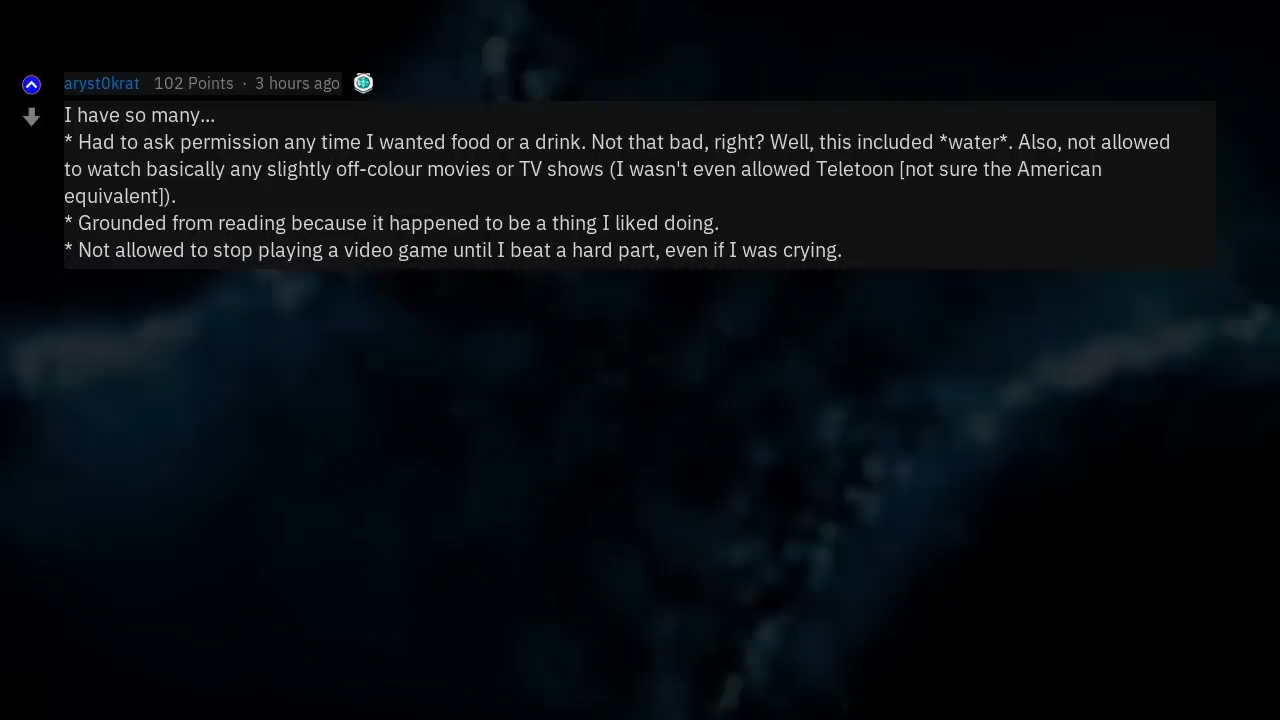 aryst0krat 102 Points · 3 hours ago
I have so many...
* Had to ask permission any time I wanted food or a drink. Not that bad, right? Well, this included *water*. Also, not allowed
to watch basically any slightly off-colour movies or TV shows (I wasn't even allowed Teletoon [not sure the American
equivalent]).
* Grounded from reading because it happened to be a thing I liked doing.
* Not allowed to stop playing a video game until I beat a hard part, even if I was crying.